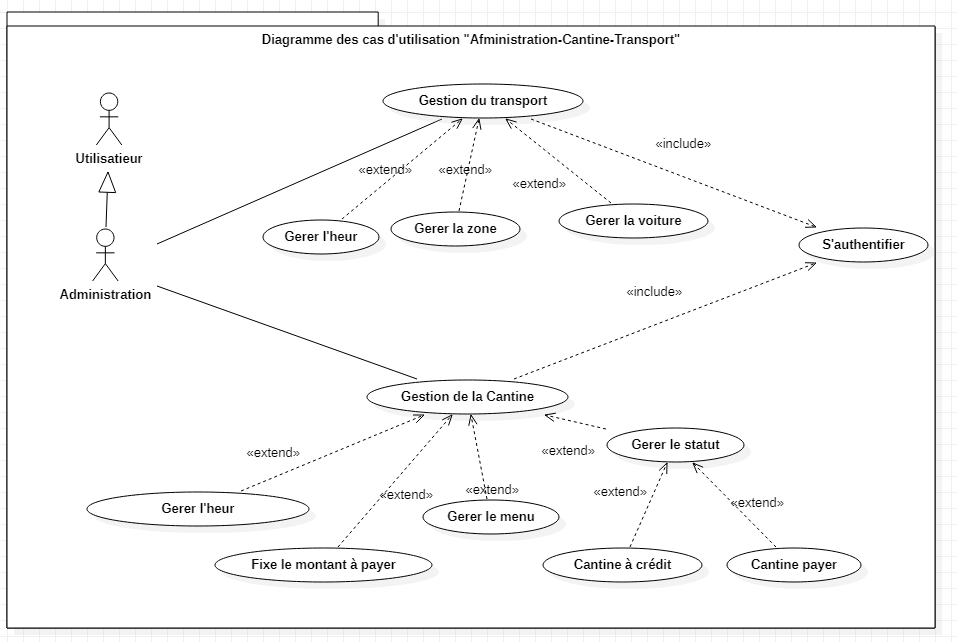 Diagramme des cas d'utilisation "Afministration-Cantine-Transport"
Gestion du transport
Utilisatieur
«include»
«extend»
«extend»
«extend»
Gerer l'heur
Gerer la zone
Gerer la voiture
S'authentifier
Administration
«include»
Gestion de la Cantine
Gerer le statut
«extend»
«extend»
«extend»
«extend»
«extend»
«extend»
Gerer l'heur
Gerer le menu
Fixe le montant à payer
Cantine à crédit
Cantine payer